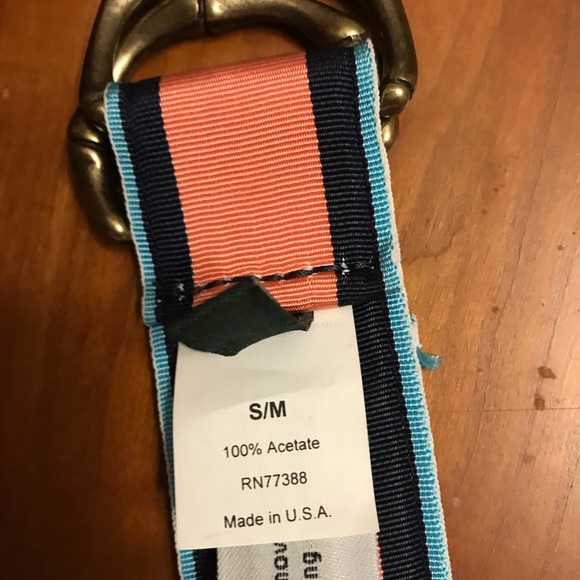 S/M
100% Acetate
RN77388
Made in U.S.A.